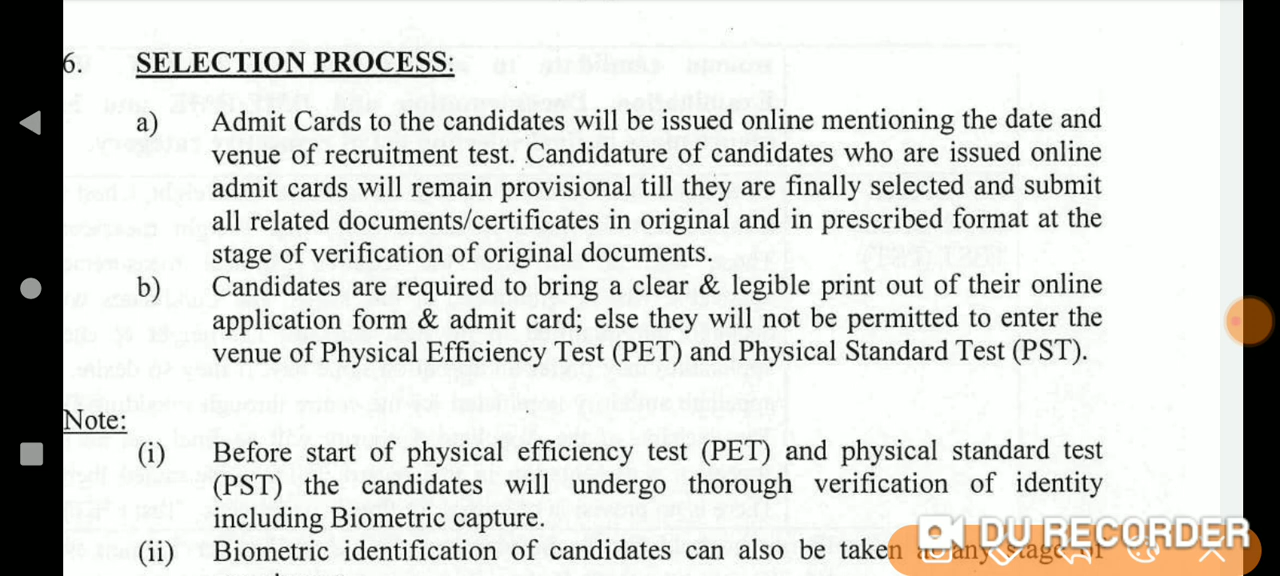 6. SELECTION PROCESS:
a) Admit Cards to the candidates will be issued online mentioning the date and
venue of recruitment test. Candidature of candidates who are issued online
admit cards will remain provisional till they are finally selected and submit
all related documents/certificates in original and in prescribed format at the
stage of verification of original documents.
b) Candidates are required to bring a clear & legible print out of their online
application form & admit card; else they will not be permitted to enter the
venue of Physical Efficiency Test (PET) and Physical Standard Test (PST).
Note:
(i) Before start of physical efficiency test (PET) and physical standard test
(PST) the candidates will undergo thorough verification of identity
including Biometric capture.
(ii) Biometric identification of candidates can also be taken at any stage of
DU RECORDER